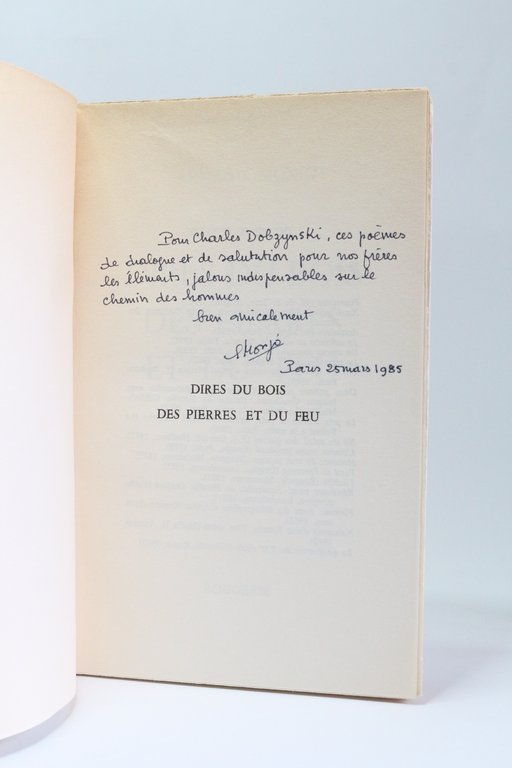 Pour Charles Dobzynski, ces poèmes
de dialogue et de salutation pour nos frères
les éléments, jalons indispensables sur le
chemin des hommes
bien amicalement
Paris 25 mars 1985
DIRES DU BOIS
DES PIERRES ET DU FEU